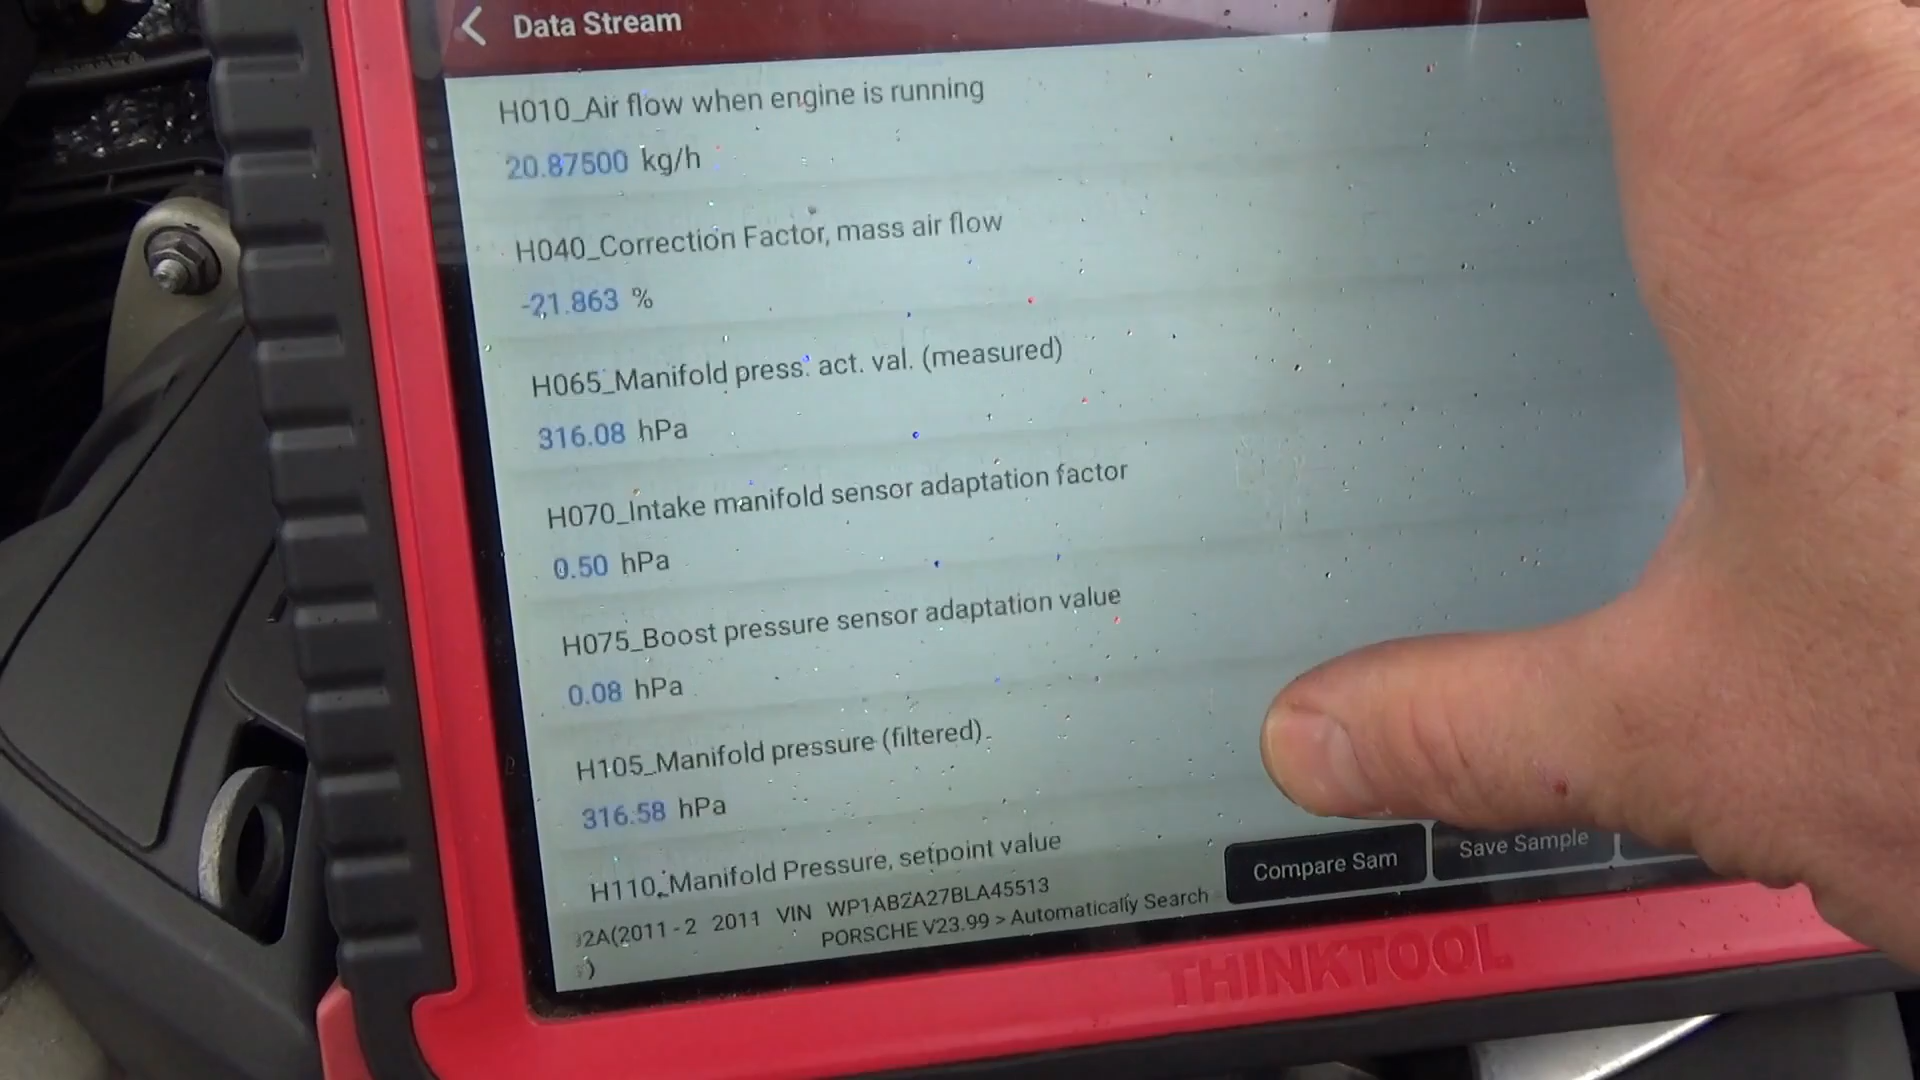 Data Stream
H010_Air flow when engine is running
20.87500 kg/h
H040_Correction Factor, mass air flow
-21.863 %
H065_Manifold press. act. val. (measured)
316.08 hPa
H070_Intake manifold sensor adaptation factor
0.50 hPa
H075_Boost pressure sensor adaptation value
0.08 hPa
H105_Manifold pressure (filtered)
316.58 hPa
H110_Manifold Pressure, setpoint value
Compare Sam
Save Sample
92A(2011-2 2011 VIN WP1AB2A27BLA45513
) PORSCHE V23.99 > Automatically Search
THINKTOOL